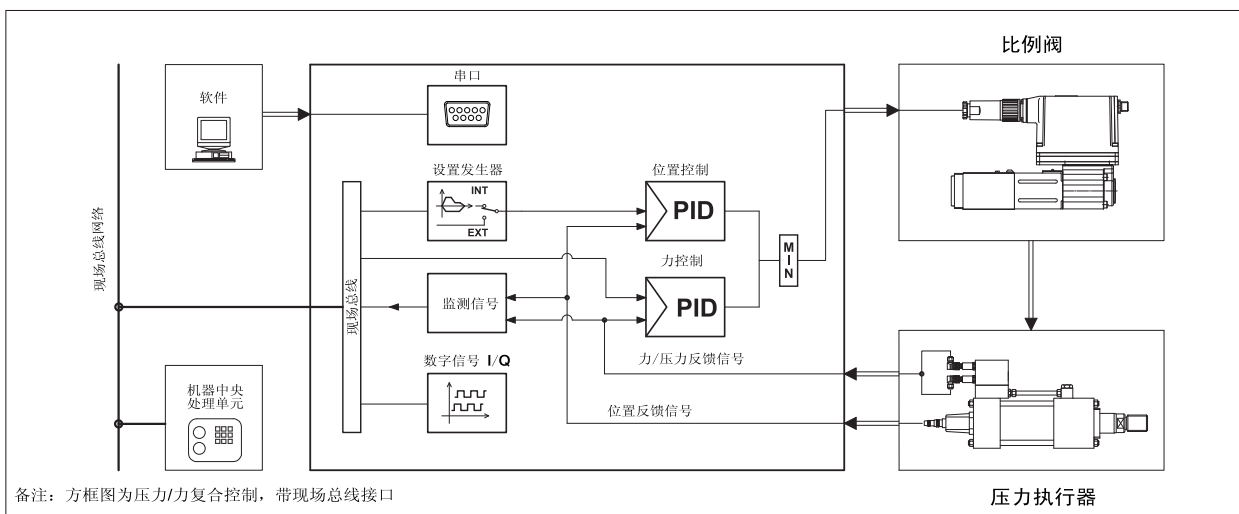 比例阀
软件
串口
设置发生器
INT
EXT
位置控制
PID
现场总线网络
现场总线
MIN
力控制
PID
监测信号
力/压力反馈信号
数字信号 I/Q
机器中央
处理单元
位置反馈信号
备注：方框图为压力/力复合控制，带现场总线接口
压力执行器